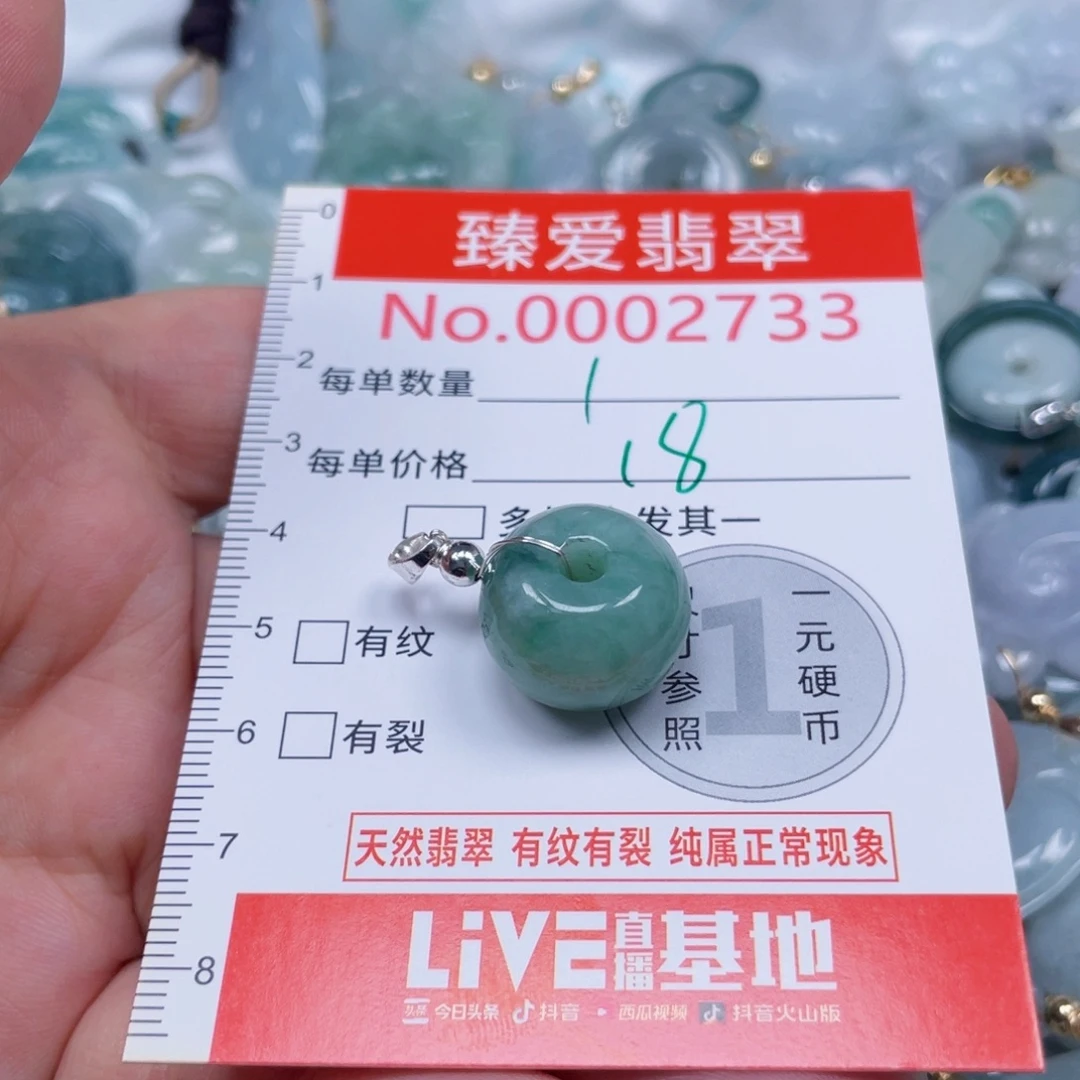 臻爱翡翠
No.0002733
每单数量 1
每单价格 18
多 发其一
有纹
有裂
一元硬币
参照
1
天然翡翠 有纹有裂 纯属正常现象
LiVE直播基地
今日头条 抖音 西瓜视频 抖音火山版
0
1
2
3
4
5
6
7
8